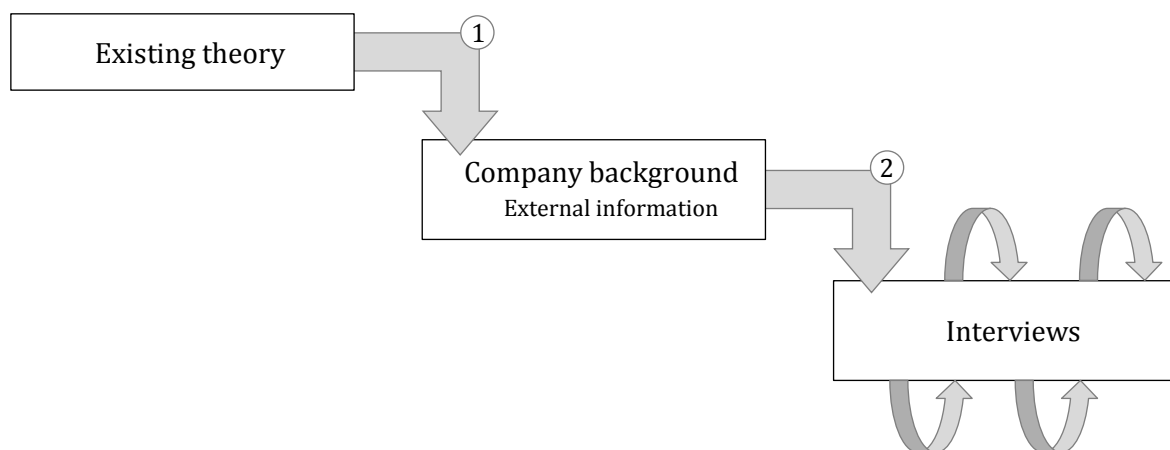 Existing theory
1
Company background
External information
2
Interviews